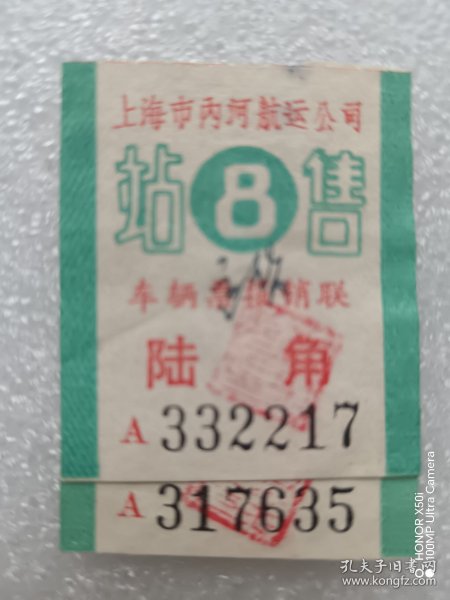 上海市内河航运公司
站 8 售
车辆 报销联
陆 角
A 332217
A 317635
HONOR X50i
100MP Ultra Camera
孔夫子旧书网
www.kongfz.com